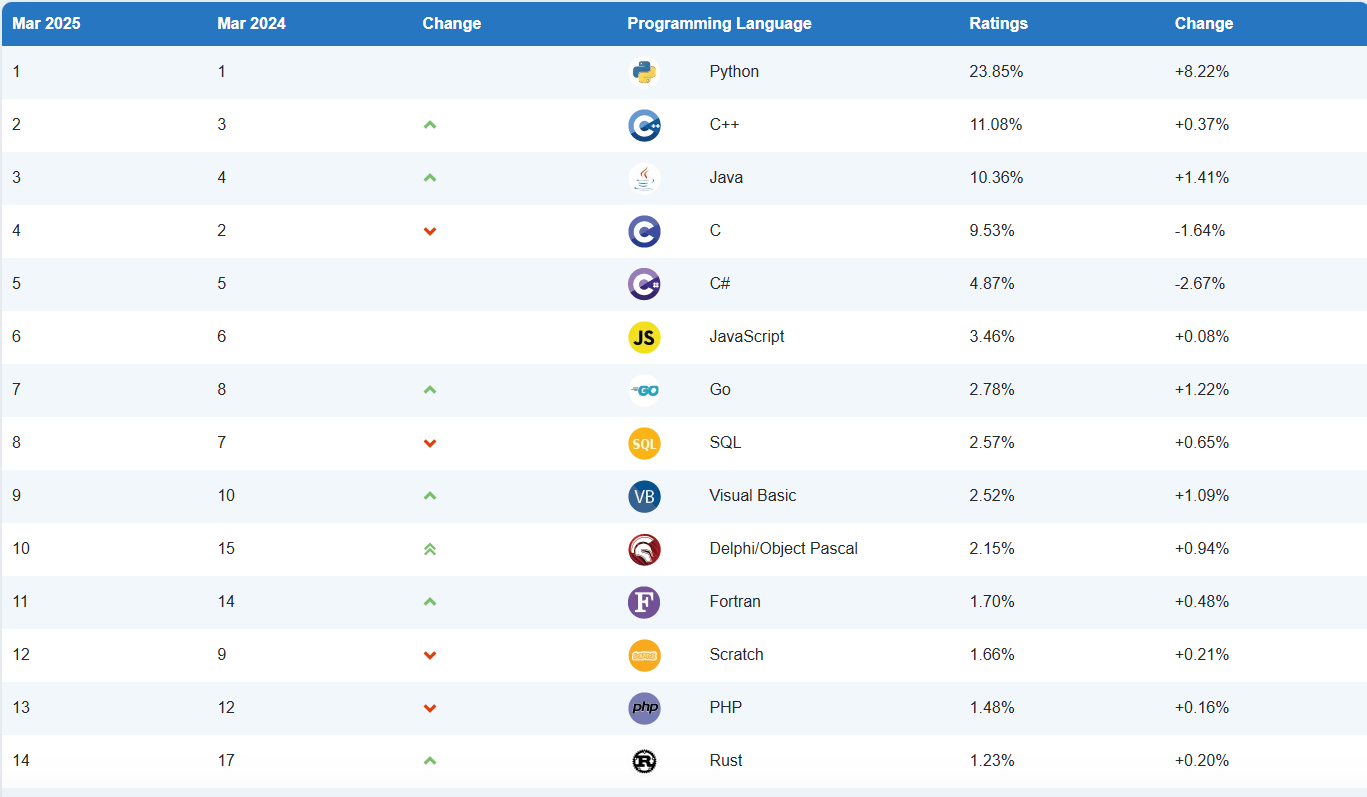 Mar 2025 Mar 2024 Change Programming Language Ratings Change
1 1 Python 23.85% +8.22%
2 3 C++ 11.08% +0.37%
3 4 Java 10.36% +1.41%
4 2 C 9.53% -1.64%
5 5 C# 4.87% -2.67%
6 6 JS JavaScript 3.46% +0.08%
7 8 GO Go 2.78% +1.22%
8 7 SQL SQL 2.57% +0.65%
9 10 VB Visual Basic 2.52% +1.09%
10 15 Delphi/Object Pascal 2.15% +0.94%
11 14 F Fortran 1.70% +0.48%
12 9 Scratch 1.66% +0.21%
13 12 php PHP 1.48% +0.16%
14 17 R Rust 1.23% +0.20%